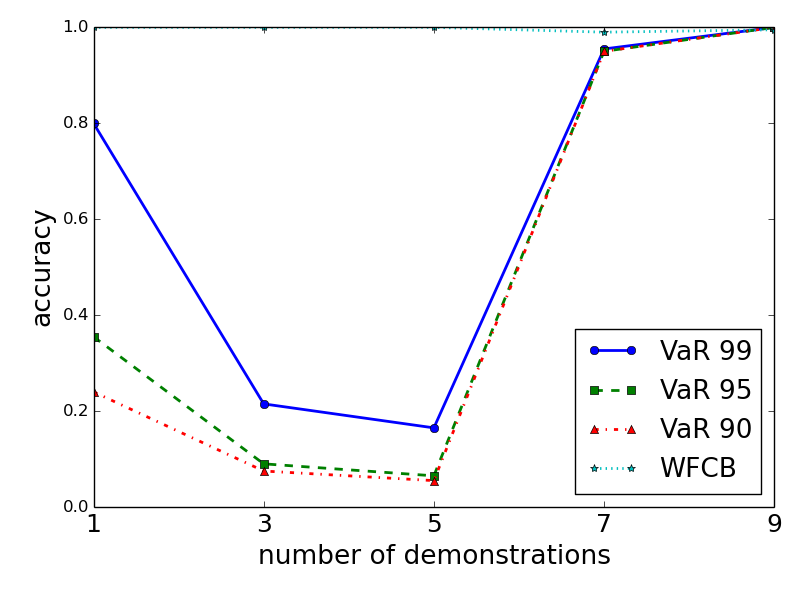 1.0
0.8
0.6
0.4
0.2
0.0
accuracy
1 3 5 7 9
number of demonstrations
VaR 99
VaR 95
VaR 90
WFCB